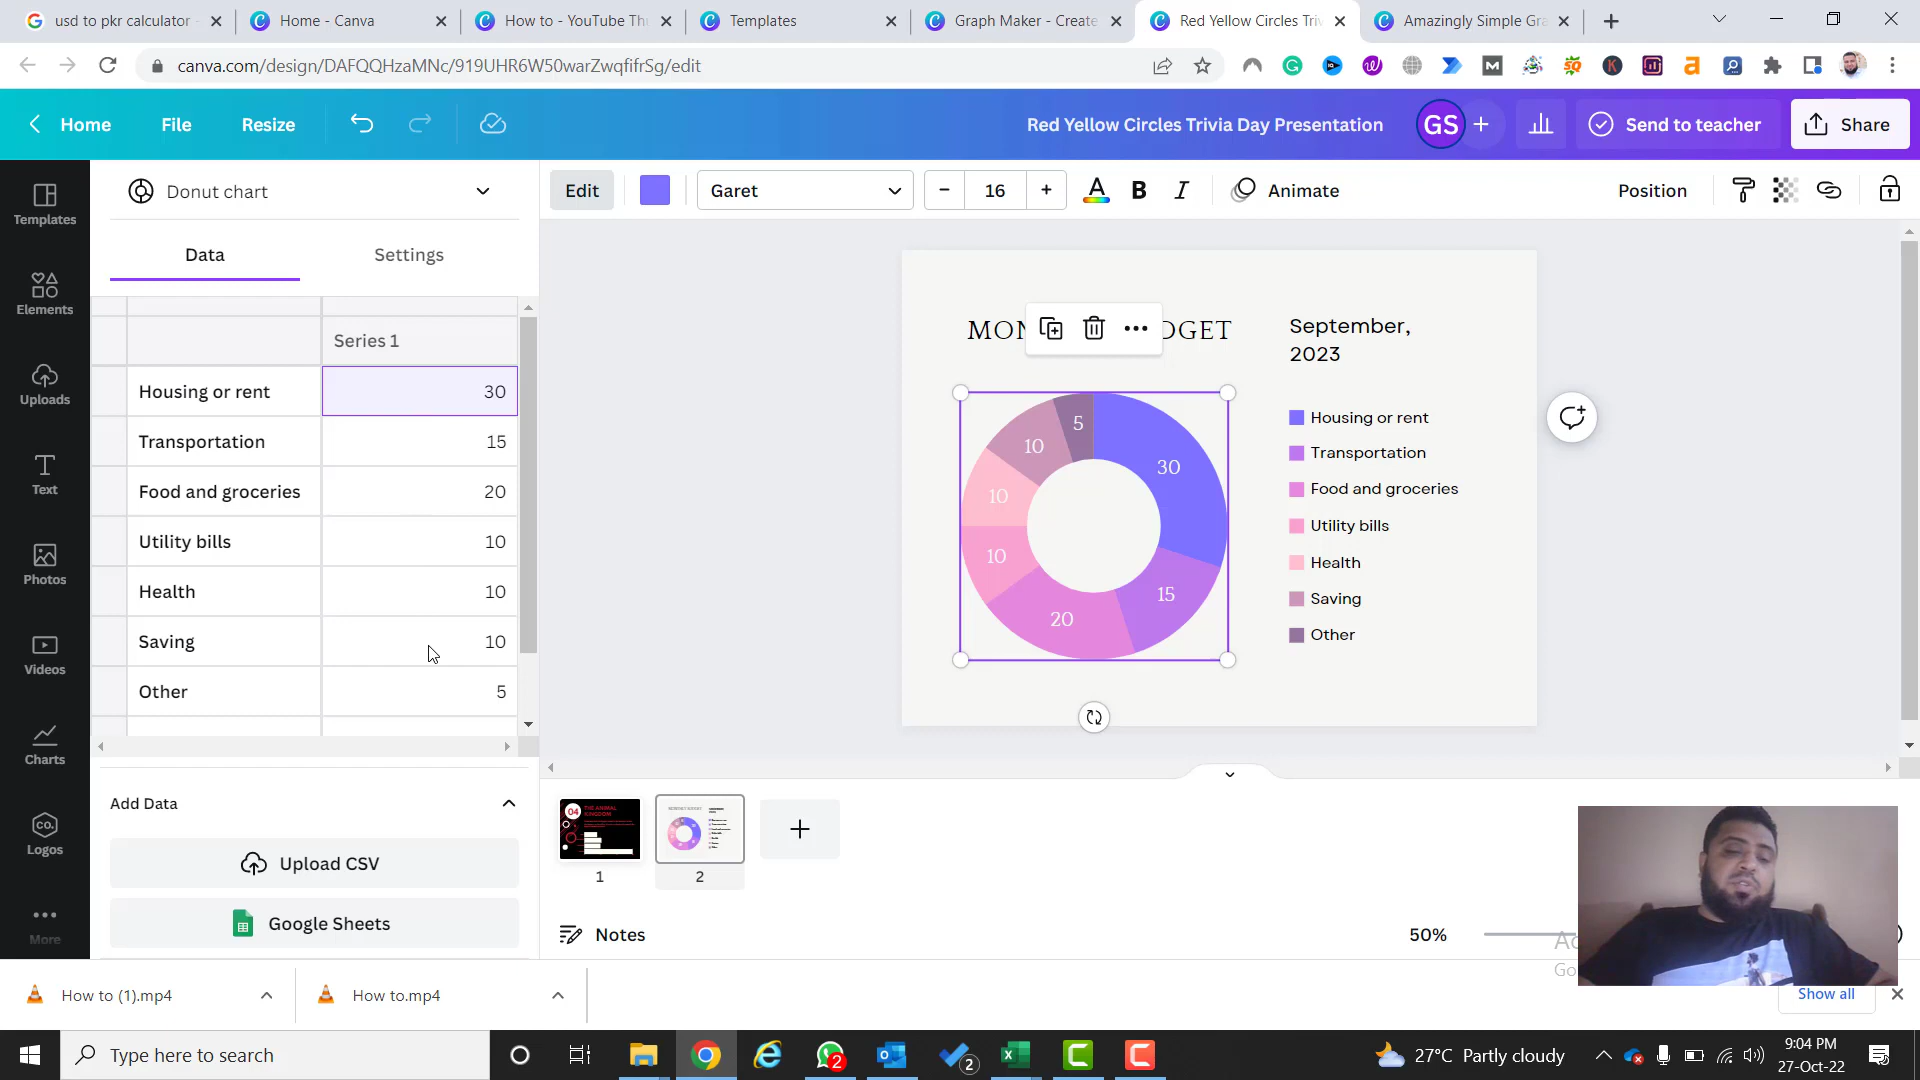 usd to pkr calculator -
Home - Canva
How to - YouTube Th
Templates
Graph Maker - Create
Red Yellow Circles Triv
Amazingly Simple Gra
canva.com/design/DAFQQHzaMNc/919UHR6W50warZwqfifrSg/edit
Home
File
Resize
Red Yellow Circles Trivia Day Presentation
GS
Send to teacher
Share
Templates
Elements
Uploads
Text
Photos
Videos
Charts
CO.
Logos
More
Donut chart
Data
Settings
Series 1
Housing or rent 30
Transportation 15
Food and groceries 20
Utility bills 10
Health 10
Saving 10
Other 5
Add Data
Upload CSV
Google Sheets
Edit
Garet
16
B
I
Animate
Position
September,
2023
5
10
30
10
10
15
20
Housing or rent
Transportation
Food and groceries
Utility bills
Health
Saving
Other
04
1
2
Notes
50%
How to (1).mp4
How to.mp4
Show all
Type here to search
2
2
27°C Partly cloudy
9:04 PM
27-Oct-22